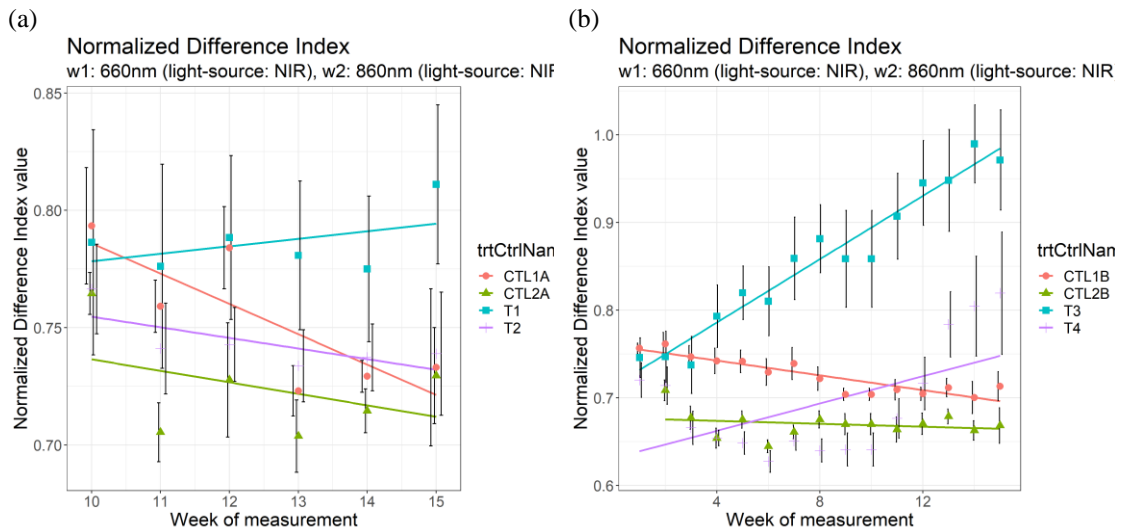 (a)
Normalized Difference Index
w1: 660nm (light-source: NIR), w2: 860nm (light-source: NIF
0.85
0.80
0.75
0.70
Normalized Difference Index value
10
11
12
13
14
15
Week of measurement
trtCtrlNam
CTL1A
CTL2A
T1
T2
(b)
Normalized Difference Index
w1: 660nm (light-source: NIR), w2: 860nm (light-source: NIR
1.0
0.9
0.8
0.7
0.6
Normalized Difference Index value
4
8
12
Week of measurement
trtCtrlNam
CTL1B
CTL2B
T3
T4